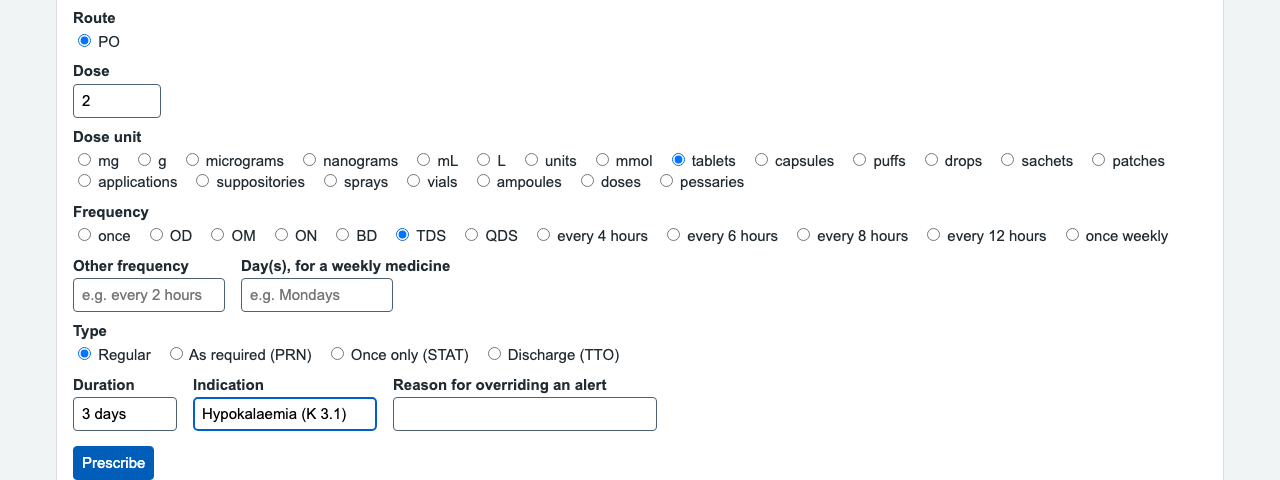 Route
PO
Dose
2
Dose unit
mg g micrograms nanograms mL L units mmol tablets capsules puffs drops sachets patches
applications suppositories sprays vials ampoules doses pessaries
Frequency
once OD OM ON BD TDS QDS every 4 hours every 6 hours every 8 hours every 12 hours once weekly
Other frequency Day(s), for a weekly medicine
e.g. every 2 hours e.g. Mondays
Type
Regular As required (PRN) Once only (STAT) Discharge (TTO)
Duration Indication Reason for overriding an alert
3 days Hypokalaemia (K 3.1)
Prescribe